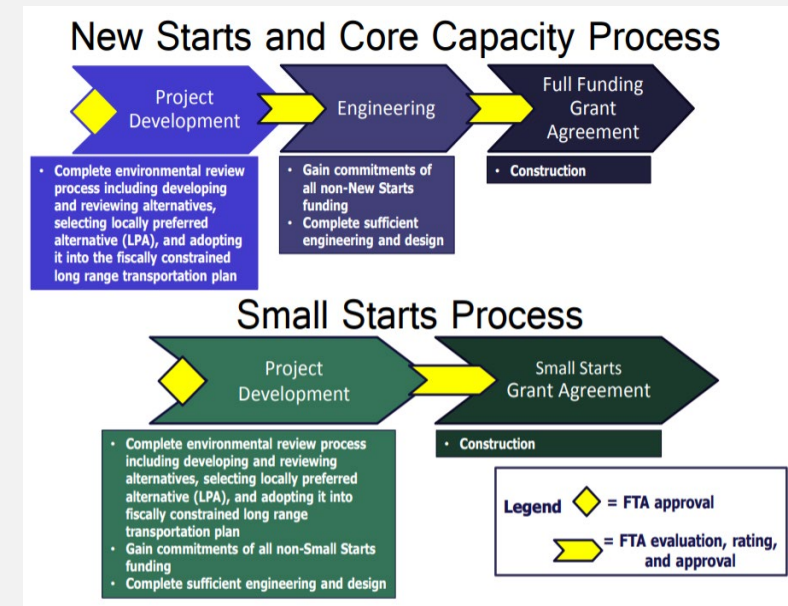 New Starts and Core Capacity Process
Project
Development
Engineering
Full Funding
Grant
Agreement
• Complete environmental review
process including developing
and reviewing alternatives,
selecting locally preferred
alternative (LPA), and adopting
it into the fiscally constrained
long range transportation plan
• Gain commitments of
all non-New Starts
funding
• Complete sufficient
engineering and design
• Construction
Small Starts Process
Project
Development
Small Starts
Grant Agreement
• Complete environmental review process
including developing and reviewing
alternatives, selecting locally preferred
alternative (LPA), and adopting it into
fiscally constrained long range
transportation plan
• Gain commitments of all non-Small Starts
funding
• Complete sufficient engineering and design
• Construction
Legend
= FTA approval
= FTA evaluation, rating,
and approval